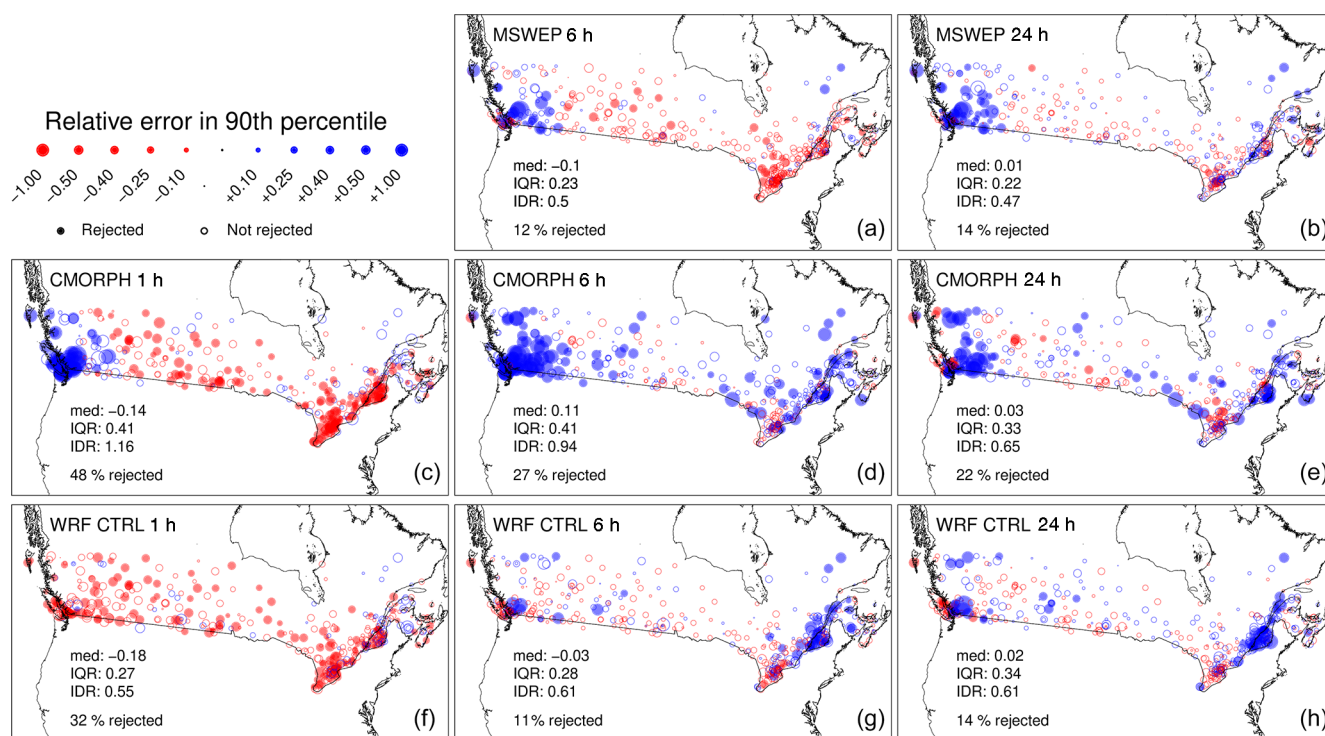 MSWEP 6 h
med: −0.1
IQR: 0.23
IDR: 0.5
12 % rejected
(a)
MSWEP 24 h
med: 0.01
IQR: 0.22
IDR: 0.47
14 % rejected
(b)
Relative error in 90th percentile
−1.00 −0.50 −0.40 −0.25 −0.10 . +0.10 +0.25 +0.40 +0.50 +1.00
Rejected Not rejected
CMORPH 1 h
med: −0.14
IQR: 0.41
IDR: 1.16
48 % rejected
(c)
CMORPH 6 h
med: 0.11
IQR: 0.41
IDR: 0.94
27 % rejected
(d)
CMORPH 24 h
med: 0.03
IQR: 0.33
IDR: 0.65
22 % rejected
(e)
WRF CTRL 1 h
med: −0.18
IQR: 0.27
IDR: 0.55
32 % rejected
(f)
WRF CTRL 6 h
med: −0.03
IQR: 0.28
IDR: 0.61
11% rejected
(g)
WRF CTRL 24 h
med: 0.02
IQR: 0.34
IDR: 0.61
14 % rejected
(h)